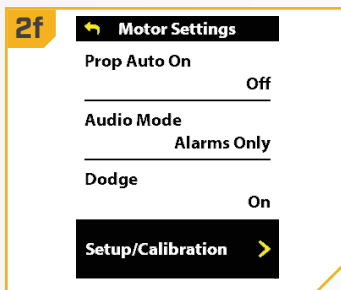 2f
Motor Settings
Prop Auto On
Off
Audio Mode
Alarms Only
Dodge
On
Setup/Calibration